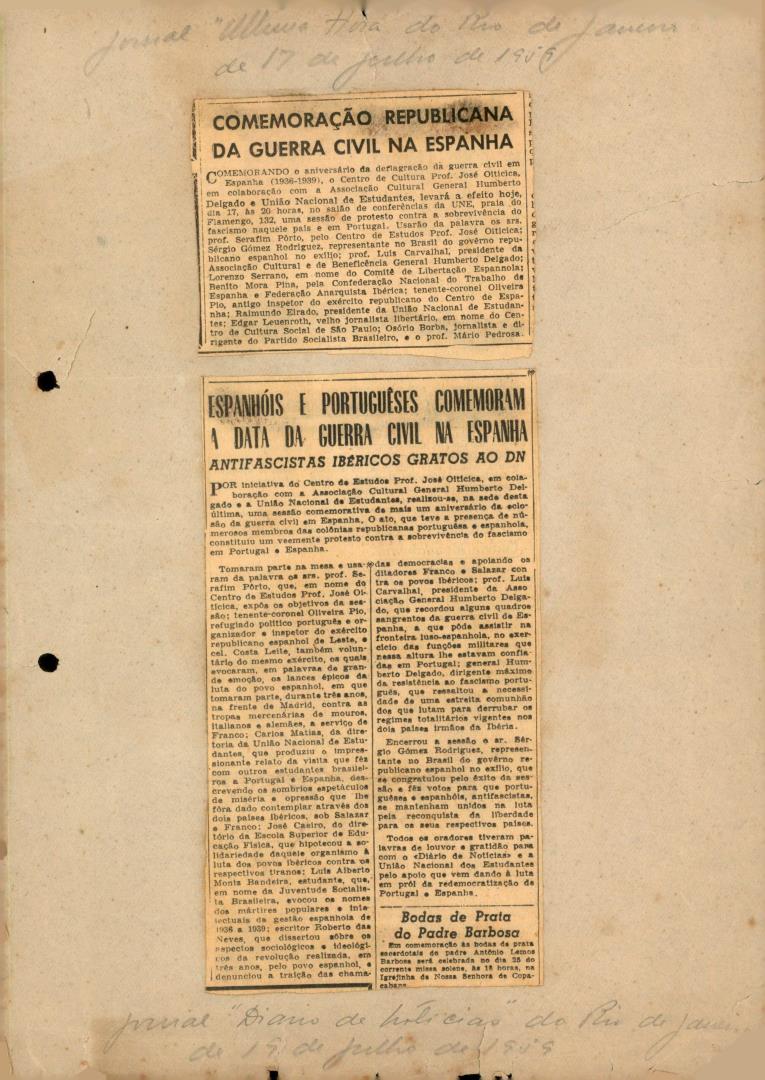 Jornal "Ultima Hora do Rio de Janeiro
de 17 de julho de 1959
COMEMORAÇÃO REPUBLICANA
DA GUERRA CIVIL NA ESPANHA
COMEMORANDO o aniversário da deflagração da guerra civil em
Espanha (1936-1939), o Centro de Cultura Prof. José Oiticica,
em colaboração com a Associação Cultural General Humberto
Delgado e União Nacional de Estudantes, levará a efeito hoje,
dia 17, às 20 horas, no salão de conferências da UNE, praia do
Flamengo, 132, uma sessão de protesto contra a sobrevivência do
fascismo naquele país e em Portugal. Usarão da palavra os srs.
prof. Serafim Pôrto, pelo Centro de Estudos Prof. José Oiticica;
Sérgio Gómez Rodriguez, representante no Brasil do govêrno repu-
blicano espanhol no exílio; prof. Luis Carvalhal, presidente da
Associação Cultural e de Beneficência General Humberto Delgado;
Lorenzo Serrano, em nome do Comitê de Libertação Espannola;
Benito Mora Pina, pela Confederação Nacional do Trabalho de
Espanha e Federação Anarquista Ibérica; tenente-coronel Oliveira
Pio, antigo inspetor do exército republicano do Centro de Espa-
nha; Raimundo Eirado, presidente da União Nacional de Estudan-
tes; Edgar Leuenroth, velho jornalista libertário, em nome do Cen-
tro de Cultura Social de São Paulo; Osório Borba, jornalista e di-
rigente do Partido Socialista Brasileiro, e o prof. Mário Pedrosa.
ESPANHÓIS E PORTUGUÊSES COMEMORAM
A DATA DA GUERRA CIVIL NA ESPANHA
ANTIFASCISTAS IBÉRICOS GRATOS AO DN
POR iniciativa do Centro de Estudos Prof. José Oiticica, em cola-
boração com a Associação Cultural General Humberto Del-
gado e a União Nacional de Estudantes, realizou-se, na sede desta
última, uma sessão comemorativa de mais um aniversário da eclo-
são da guerra civil em Espanha. O ato, que teve a presença de nú-
merosos membros das colônias republicanas portuguêsa e espanhola,
constituiu um veemente protesto contra a sobrevivência do fascismo
em Portugal e Espanha.
Tomaram parte na mesa e usa-
ram da palavra os srs. prof. Se-
rafim Pôrto, que, em nome do
Centro de Estudos Prof. José Oi-
ticica, expôs os objetivos da ses-
são; tenente-coronel Oliveira Pio,
refugiado político português e or-
ganizador e inspetor do exército
republicano espanhol de Leste, e
cel. Costa Leite, também volun-
tário do mesmo exército, os quais
evocaram, em palavras de gran-
de emoção, os lances épicos da
luta do povo espanhol, em que
tomaram parte, durante três anos,
na frente de Madrid, contra as
tropas mercenárias de mouros,
italianos e alemães, a serviço de
Franco; Carlos Matias, da dire-
toria da União Nacional de Estu-
dantes, que produziu o impres-
sionante relato da visita que fêz
com outros estudantes brasilei-
ros a Portugal e Espanha, des-
crevendo os sombrios espetáculos
de miséria e opressão que lhe
fôra dado contemplar através dos
dois países ibéricos, sob Salazar
e Franco; José Casiro, do dire-
tório da Escola Superior de Edu-
cação Física, que hipotecou a so-
lidariedade daquele organismo à
luta dos povos ibéricos contra os
respectivos tiranos; Luis Alberto
Moniz Bandeira, estudante, que,
em nome da Juventude Socialis-
ta Brasileira, evocou os nomes
dos mártires populares e inte-
lectuais da gestão espanhola de
1936 a 1939; escritor Roberto das
Neves, que dissertou sôbre os
aspectos sociológicos e ideológi-
cos da revolução realizada, em
três anos, pelo povo espanhol, e
denunciou a traição das chama-
das democracias e apoiando os
ditadores Franco e Salazar con
tra os povos ibéricos; prof. Luis
Carvalhal, presidente da Asso
ciação General Humberto Delga-
do, que recordou alguns quadros
sangrentos da guerra civil de Es-
panha, a que pôde assistir na
fronteira luso-espanhola, no exer-
cício das funções militares que
nessa altura lhe estavam confia-
das em Portugal; general Hum-
berto Delgado, dirigente máximo
da resistência ao fascismo portu-
guês, que ressaltou a necessi-
dade de uma estreita comunhão
dos que lutam para derrubar os
regimes totalitários vigentes nos
dois países irmãos da Ibéria.
Encerrou a sessão o sr. Sér-
gio Gómez Rodriguez, represen-
tante no Brasil do govêrno re-
publicano espanhol no exílio, que
se congratulou pelo êxito da ses-
são e fêz votos para que portu-
guêses e espanhóis, antifascistas,
se mantenham unidos na luta
pela reconquista da liberdade
para os seus respectivos países.
Todos os oradores tiveram pa-
lavras de louvor e gratidão para
com o «Diário de Notícias» e a
União Nacional dos Estudantes
pelo apoio que vem dando à luta
em pról da redemocratização de
Portugal e Espanha.
Bodas de Prata
do Padre Barbosa
Em comemoração às bodas de prata
sacerdotais do padre Antônio Lemos
Barbosa será celebrada no dia 25 do
corrente missa solene, às 18 horas, na
Igrejinha de Nossa Senhora de Copa-
cabana.
Jornal "Diario de Noticias" do Rio de Janeiro
de 19 de julho de 1959